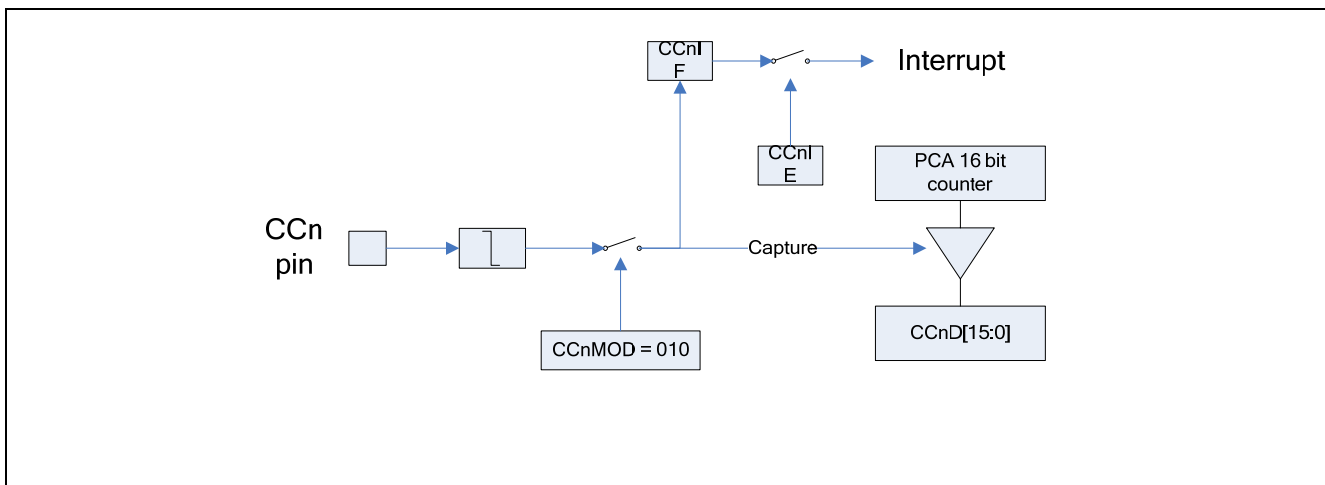 CCnI
F
Interrupt
CCnI
E
PCA 16 bit
counter
CCn
pin
Capture
CCnMOD = 010
CCnD[15:0]